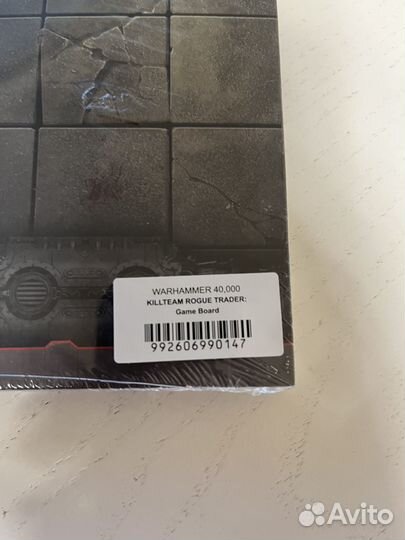 WARHAMMER 40,000
KILLTEAM ROGUE TRADER:
Game Board
992606990147
Avito